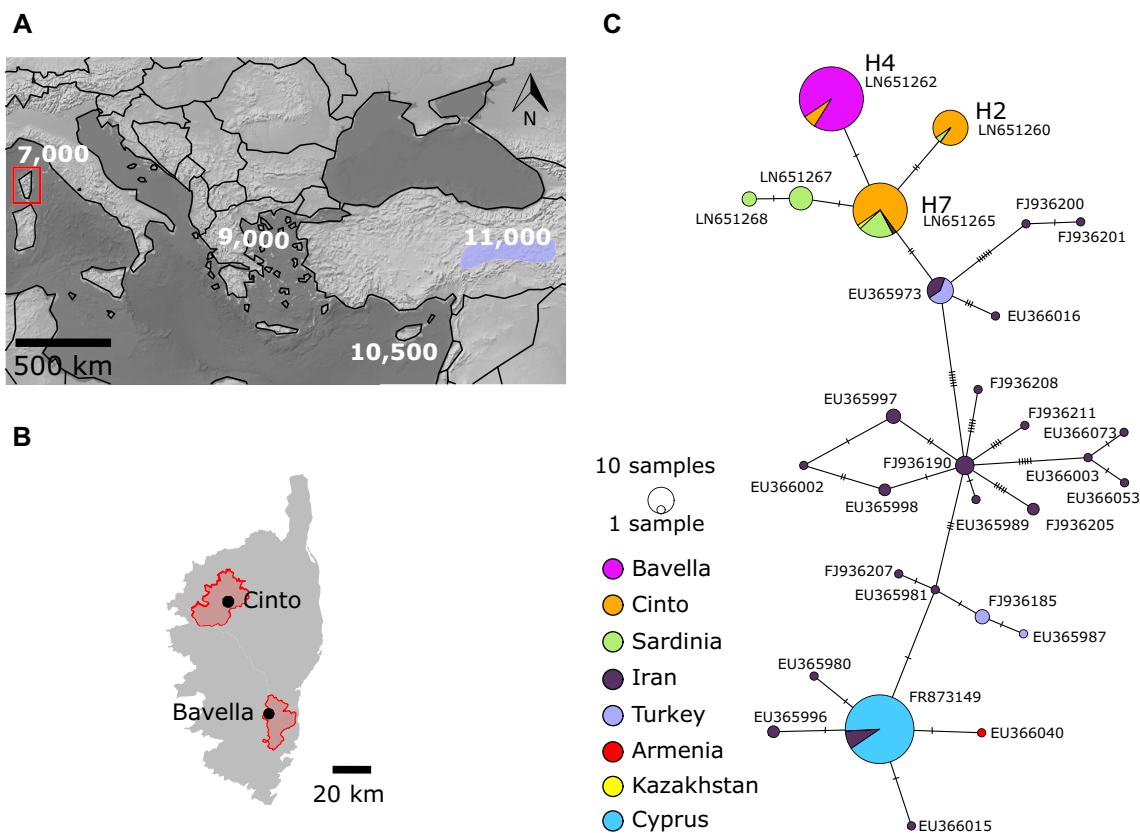 A
7,000
9,000
11,000
10,500
N
500 km
B
Cinto
Bavella
20 km
C
H4
LN651262
H2
LN651260
LN651267
LN651268
H7
LN651265
FJ936200
FJ936201
EU365973
EU366016
FJ936208
EU365997
FJ936211
EU366073
FJ936190
EU366003
EU366002
EU365998
EU366053
EU365989
FJ936205
FJ936207
EU365981
FJ936185
EU365987
EU365980
FR873149
EU365996
EU366040
EU366015
10 samples
1 sample
Bavella
Cinto
Sardinia
Iran
Turkey
Armenia
Kazakhstan
Cyprus